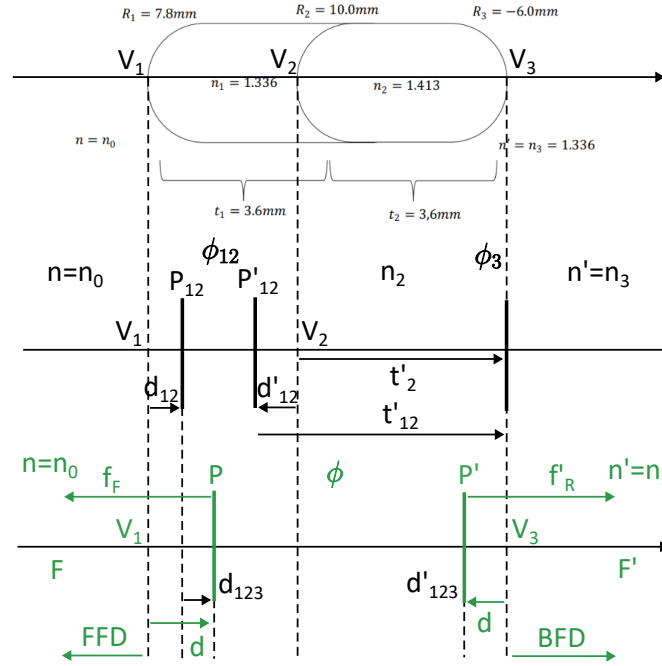 R₁ = 7.8mm R₂ = 10.0mm R₃ = −6.0mm
V₁ V₂ V₃
n₁ = 1.336 n₂ = 1.413
n = n₀ n' = n₃ = 1.336
t₁ = 3.6mm t₂ = 3,6mm
ϕ₁₂ ϕ₃
n=n₀ P₁₂ P'₁₂ n₂ n'=n₃
V₁ V₂
t'₂
d₁₂ d'₁₂
t'₁₂
n=n₀ P ϕ P' n'=n
f_F f'_R
V₁ V₃
F F'
d₁₂₃ d'₁₂₃
FFD d d BFD